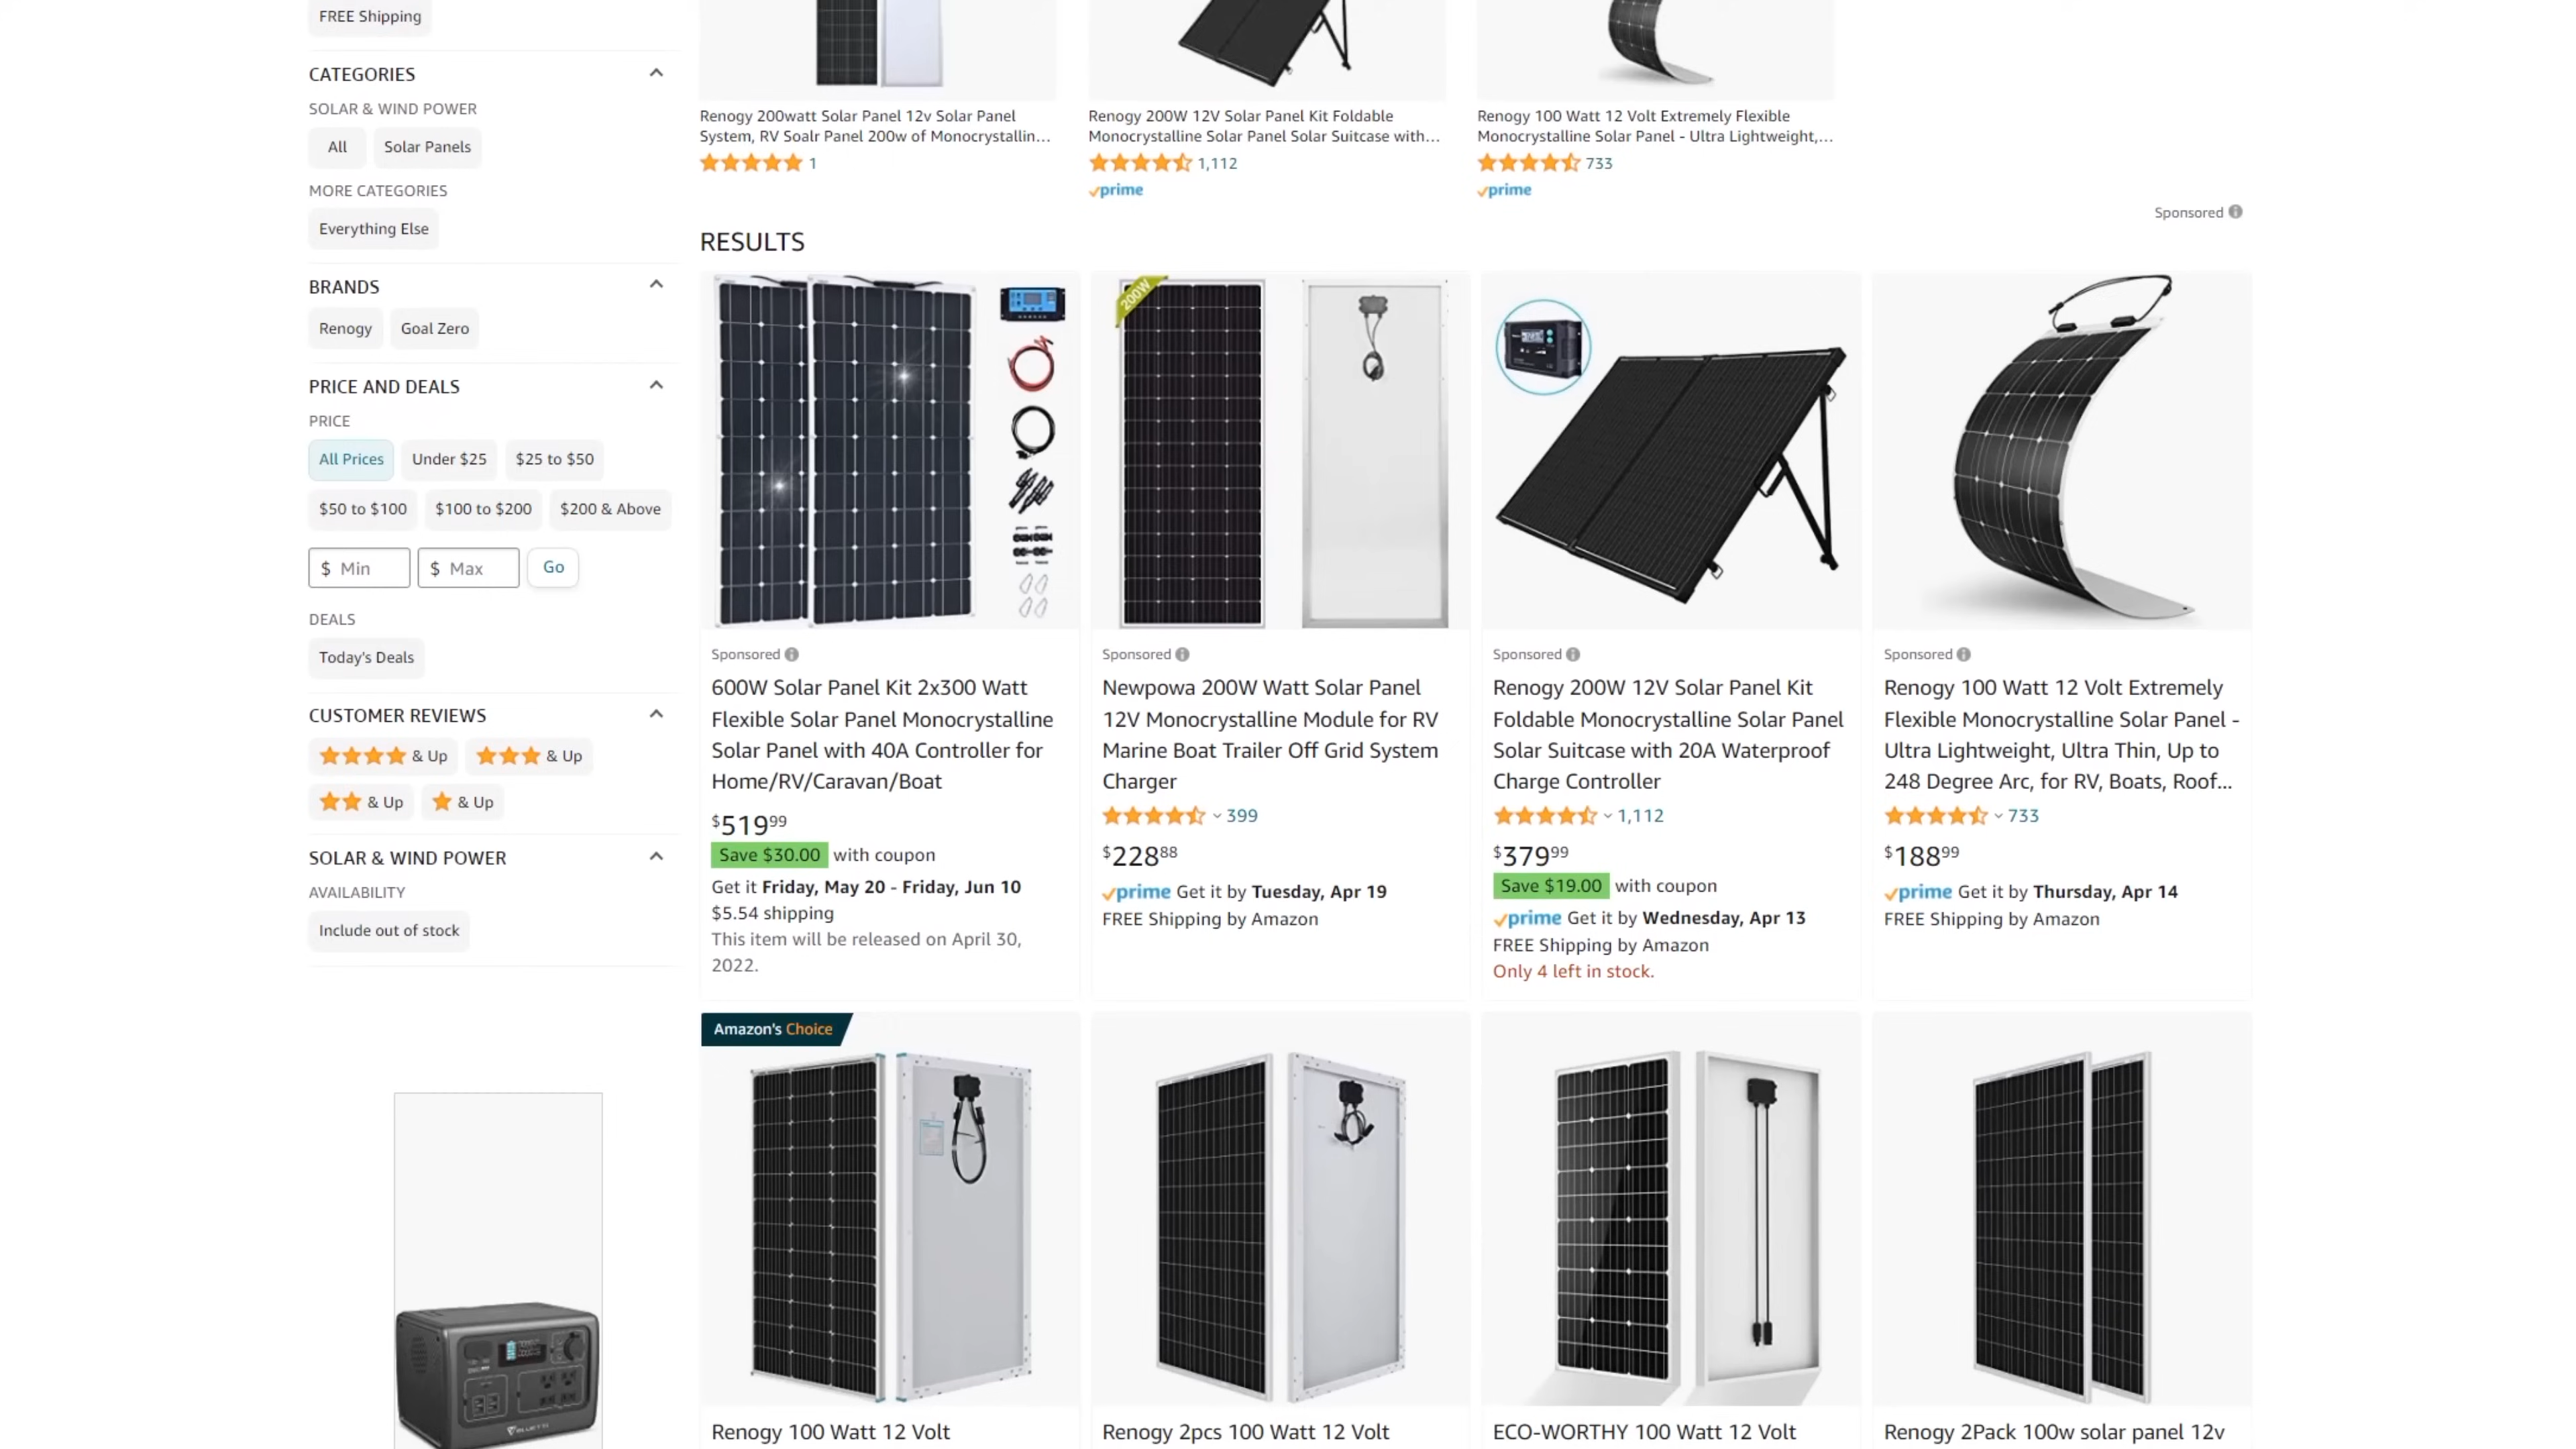 FREE Shipping
CATEGORIES
SOLAR & WIND POWER
All
Solar Panels
MORE CATEGORIES
Everything Else
BRANDS
Renogy
Goal Zero
PRICE AND DEALS
PRICE
All Prices
Under $25
$25 to $50
$50 to $100
$100 to $200
$200 & Above
$ Min
$ Max
Go
DEALS
Today's Deals
CUSTOMER REVIEWS
& Up
& Up
& Up
& Up
SOLAR & WIND POWER
AVAILABILITY
Include out of stock
BLUETTI
Renogy 200watt Solar Panel 12v Solar Panel
System, RV Soalr Panel 200w of Monocrystallin...
1
Renogy 200W 12V Solar Panel Kit Foldable
Monocrystalline Solar Panel Solar Suitcase with...
1,112
prime
Renogy 100 Watt 12 Volt Extremely Flexible
Monocrystalline Solar Panel - Ultra Lightweight,...
733
prime
Sponsored
RESULTS
Sponsored
600W Solar Panel Kit 2x300 Watt
Flexible Solar Panel Monocrystalline
Solar Panel with 40A Controller for
Home/RV/Caravan/Boat
$519 99
Save $30.00 with coupon
Get it Friday, May 20 - Friday, Jun 10
$5.54 shipping
This item will be released on April 30,
2022.
200W
Sponsored
Newpowa 200W Watt Solar Panel
12V Monocrystalline Module for RV
Marine Boat Trailer Off Grid System
Charger
399
$228 88
prime Get it by Tuesday, Apr 19
FREE Shipping by Amazon
Sponsored
Renogy 200W 12V Solar Panel Kit
Foldable Monocrystalline Solar Panel
Solar Suitcase with 20A Waterproof
Charge Controller
1,112
$379 99
Save $19.00 with coupon
prime Get it by Wednesday, Apr 13
FREE Shipping by Amazon
Only 4 left in stock.
Sponsored
Renogy 100 Watt 12 Volt Extremely
Flexible Monocrystalline Solar Panel -
Ultra Lightweight, Ultra Thin, Up to
248 Degree Arc, for RV, Boats, Roof...
733
$188 99
prime Get it by Thursday, Apr 14
FREE Shipping by Amazon
Amazon's Choice
Renogy 100 Watt 12 Volt
Renogy 2pcs 100 Watt 12 Volt
ECO-WORTHY 100 Watt 12 Volt
Renogy 2Pack 100w solar panel 12v